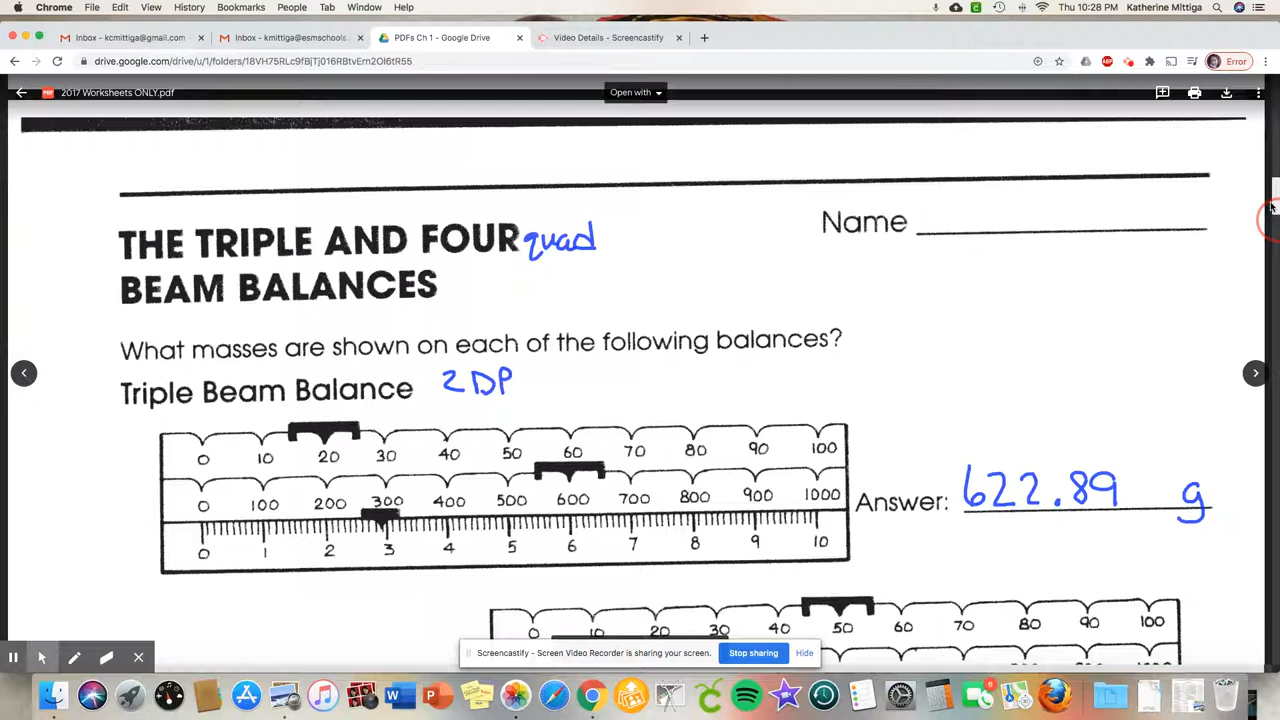 Chrome File Edit View History Bookmarks People Tab Window Help Thu 10:28 PM Katherine Mittiga
Inbox - kcmittiga@gmail.com × Inbox - kmittiga@esmschools. × PDFs Ch 1 - Google Drive × Video Details - Screencastify × +
drive.google.com/drive/u/1/folders/18VH75RLc9fBjTj016RBtvErn2Ol6tR55 ABP Error
PDF 2017 Worksheets ONLY.pdf Open with
Name
THE TRIPLE AND FOUR quad
BEAM BALANCES
What masses are shown on each of the following balances?
Triple Beam Balance 2 DP
0 10 20 30 40 50 60 70 80 90 100
0 100 200 300 400 500 600 700 800 900 1000
Answer: 622.89 g
0 1 2 3 4 5 6 7 8 9 10
0 10 20 30 40 50 60 70 80 90 100
Screencastify - Screen Video Recorder is sharing your screen. Stop sharing Hide